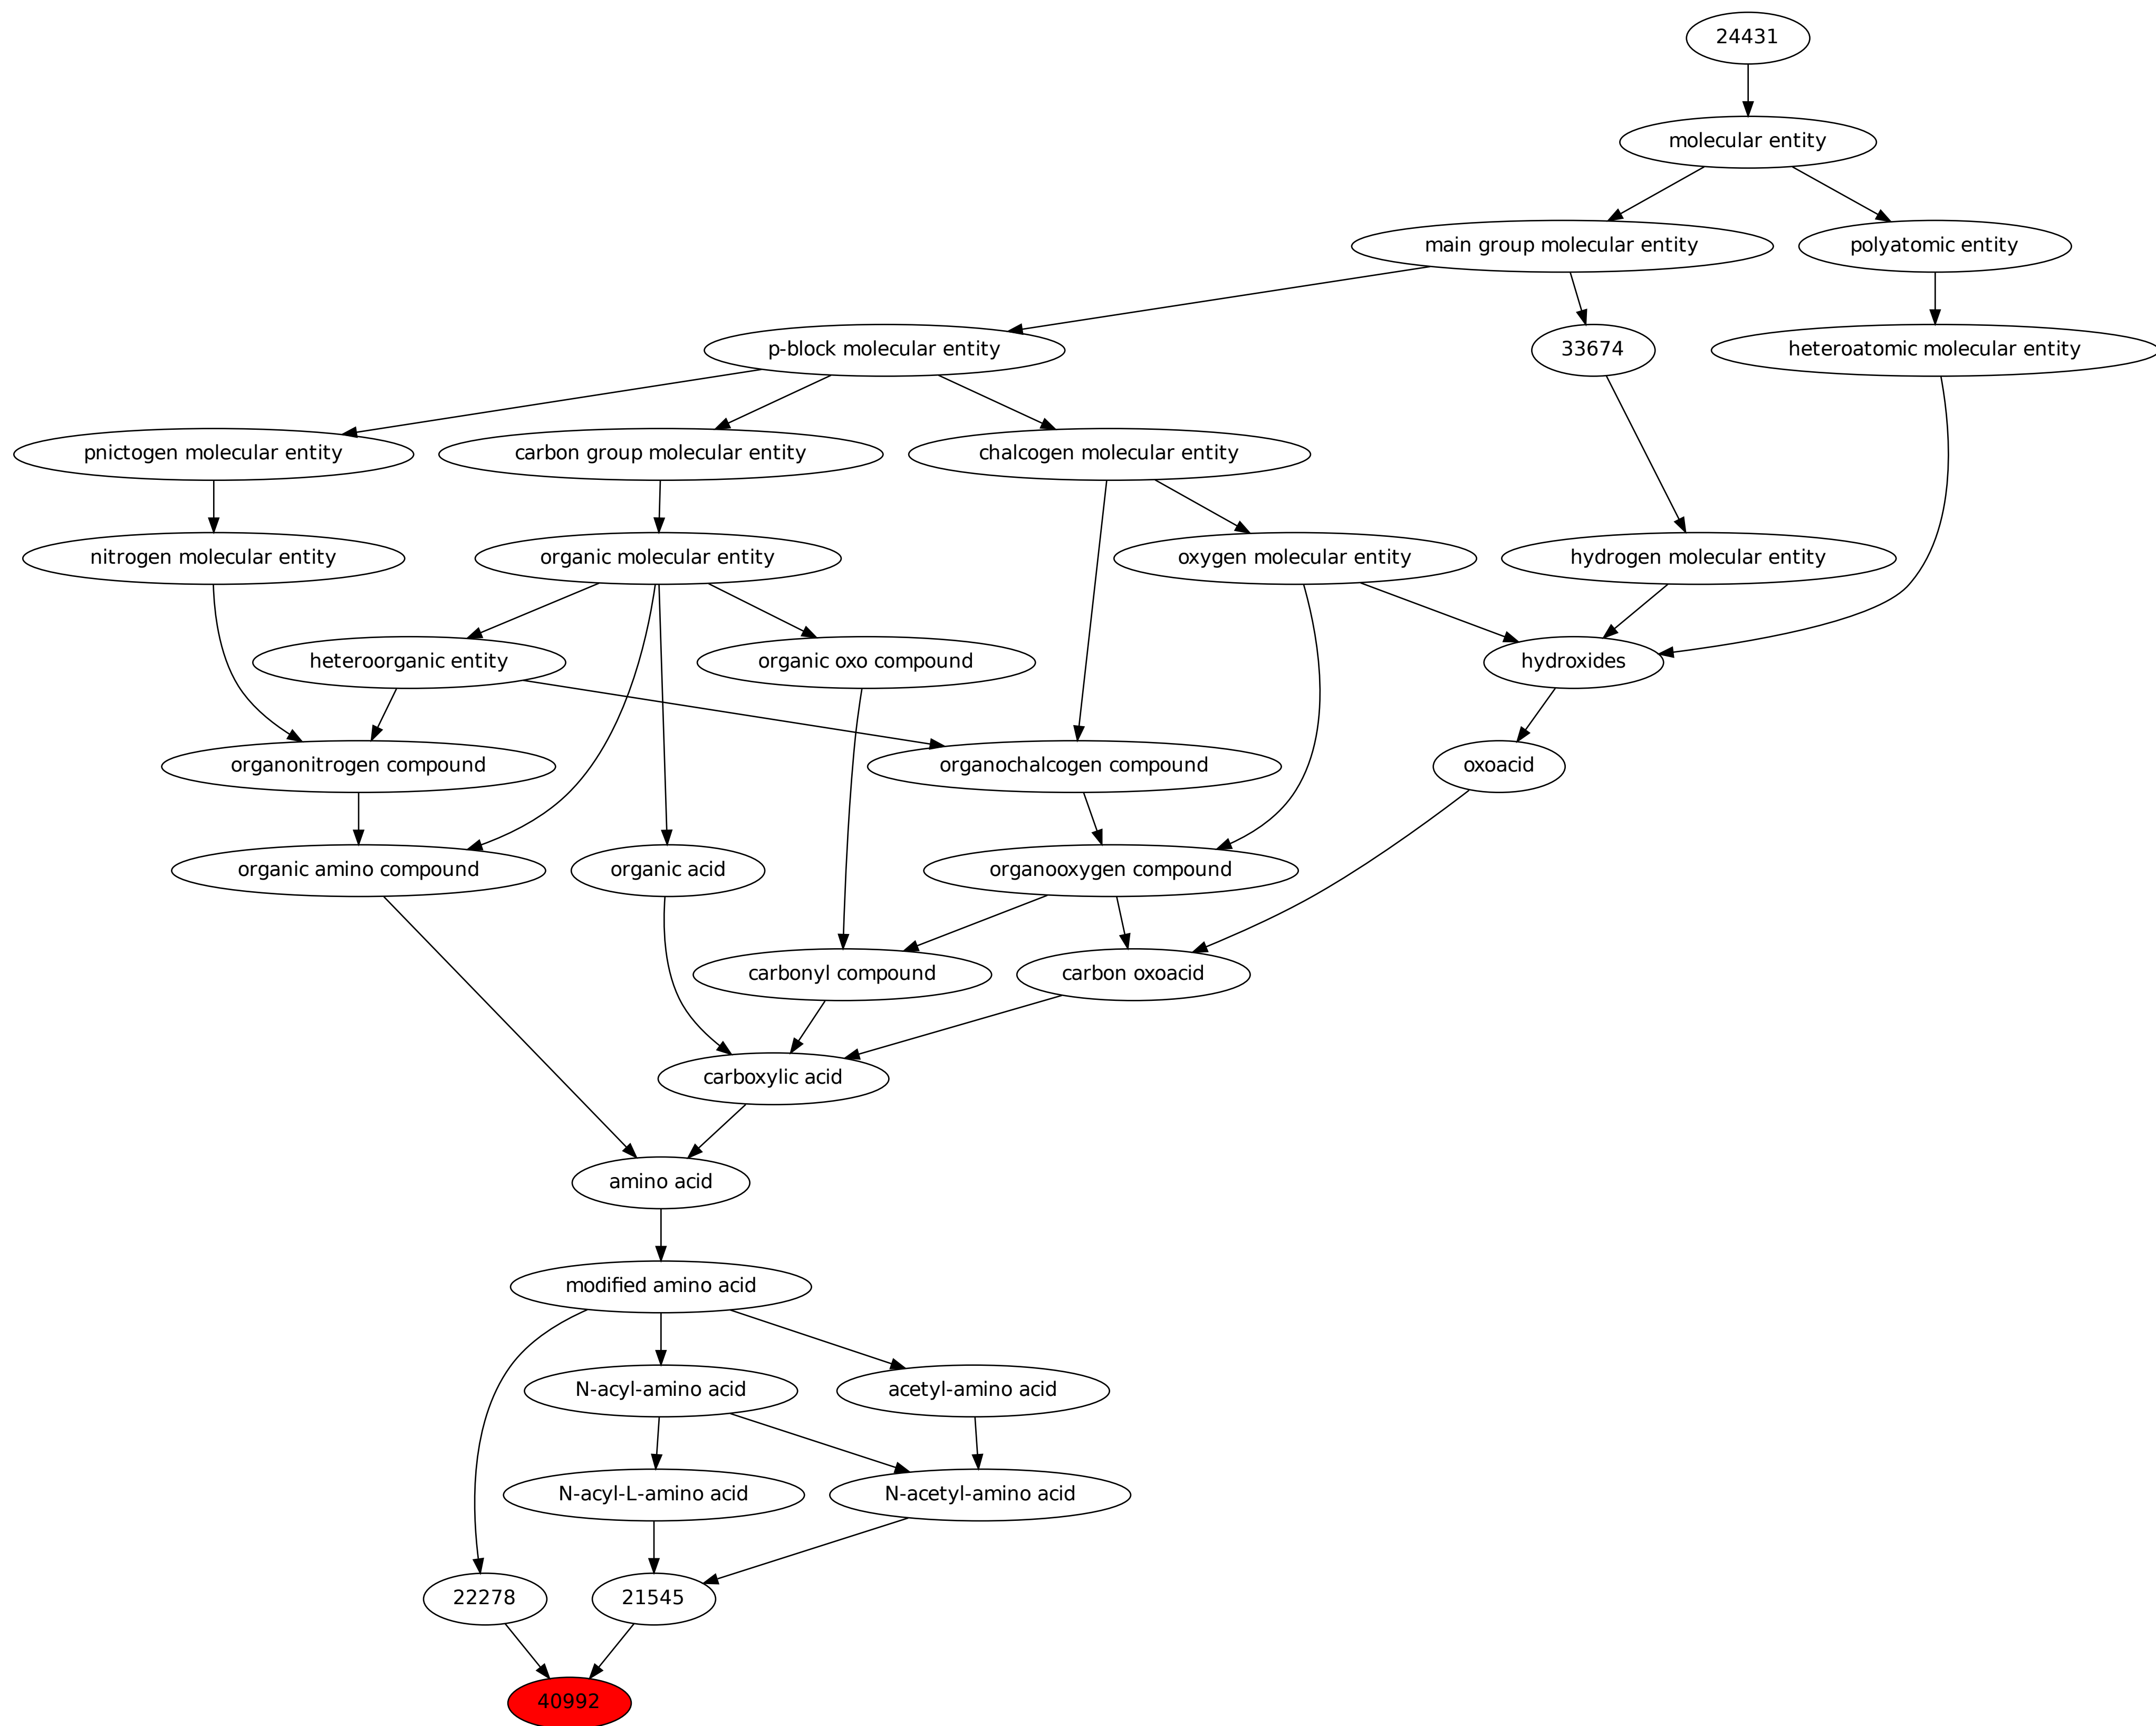 24431
molecular entity
main group molecular entity
polyatomic entity
p-block molecular entity
33674
heteroatomic molecular entity
pnictogen molecular entity
carbon group molecular entity
chalcogen molecular entity
nitrogen molecular entity
organic molecular entity
oxygen molecular entity
hydrogen molecular entity
heteroorganic entity
organic oxo compound
hydroxides
organonitrogen compound
organochalcogen compound
oxoacid
organic amino compound
organic acid
organooxygen compound
carbonyl compound
carbon oxoacid
carboxylic acid
amino acid
modified amino acid
N-acyl-amino acid
acetyl-amino acid
N-acyl-L-amino acid
N-acetyl-amino acid
22278
21545
40992